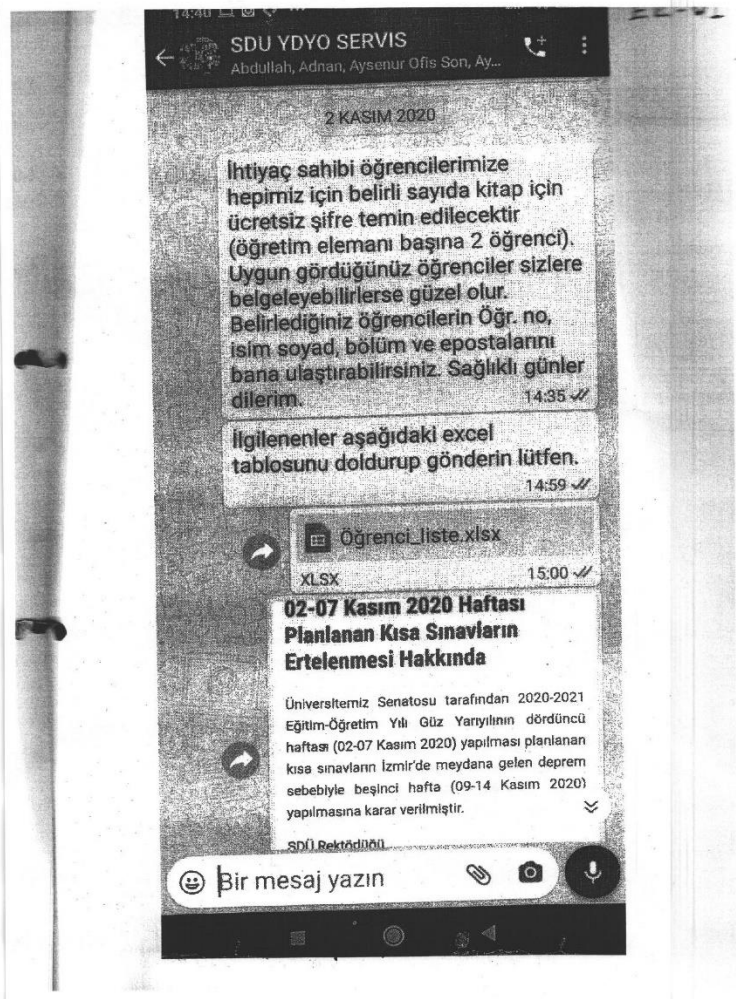 14:40
SDU YDYO SERVIS
Abdullah, Adnan, Aysenur Ofis Son, Ay...
2 KASIM 2020
İhtiyaç sahibi öğrencilerimize
hepimiz için belirli sayıda kitap için
ücretsiz şifre temin edilecektir
(öğretim elemanı başına 2 öğrenci).
Uygun gördüğünüz öğrenciler sizlere
belgeleyebilirlerse güzel olur.
Belirlediğiniz öğrencilerin Öğr. no,
isim soyad, bölüm ve epostalarını
bana ulaştırabilirsiniz. Sağlıklı günler
dilerim.
14:35
İlgilenenler aşağıdaki excel
tablosunu doldurup gönderin lütfen.
14:59
Öğrenci_liste.xlsx
XLSX
15:00
02-07 Kasım 2020 Haftası
Planlanan Kısa Sınavların
Ertelenmesi Hakkında
Üniversitemiz Senatosu tarafından 2020-2021
Eğitim-Öğretim Yılı Güz Yarıyılının dördüncü
haftası (02-07 Kasım 2020) yapılması planlanan
kısa sınavların İzmir'de meydana gelen deprem
sebebiyle beşinci hafta (09-14 Kasım 2020)
yapılmasına karar verilmiştir.
SDÜ Rektödlüğü
Bir mesaj yazın